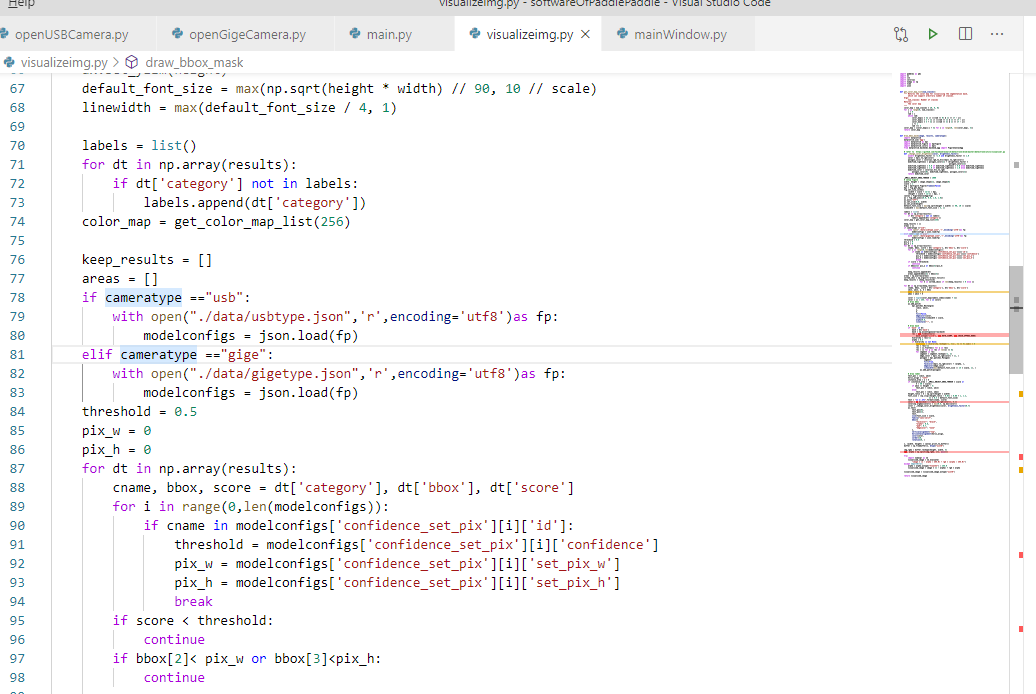 Help
visualizeimg.py - softwareOfPaddlePaddle - Visual Studio Code
openUSBCamera.py openGigeCamera.py main.py visualizeimg.py mainWindow.py
visualizeimg.py > draw_bbox_mask
67 default_font_size = max(np.sqrt(height * width) // 90, 10 // scale)
68 linewidth = max(default_font_size / 4, 1)
69
70 labels = list()
71 for dt in np.array(results):
72 if dt['category'] not in labels:
73 labels.append(dt['category'])
74 color_map = get_color_map_list(256)
75
76 keep_results = []
77 areas = []
78 if cameratype =="usb":
79 with open("./data/usbtype.json",'r',encoding='utf8')as fp:
80 modelconfigs = json.load(fp)
81 elif cameratype =="gige":
82 with open("./data/gigetype.json",'r',encoding='utf8')as fp:
83 modelconfigs = json.load(fp)
84 threshold = 0.5
85 pix_w = 0
86 pix_h = 0
87 for dt in np.array(results):
88 cname, bbox, score = dt['category'], dt['bbox'], dt['score']
89 for i in range(0,len(modelconfigs)):
90 if cname in modelconfigs['confidence_set_pix'][i]['id']:
91 threshold = modelconfigs['confidence_set_pix'][i]['confidence']
92 pix_w = modelconfigs['confidence_set_pix'][i]['set_pix_w']
93 pix_h = modelconfigs['confidence_set_pix'][i]['set_pix_h']
94 break
95 if score < threshold:
96 continue
97 if bbox[2]< pix_w or bbox[3]<pix_h:
98 continue